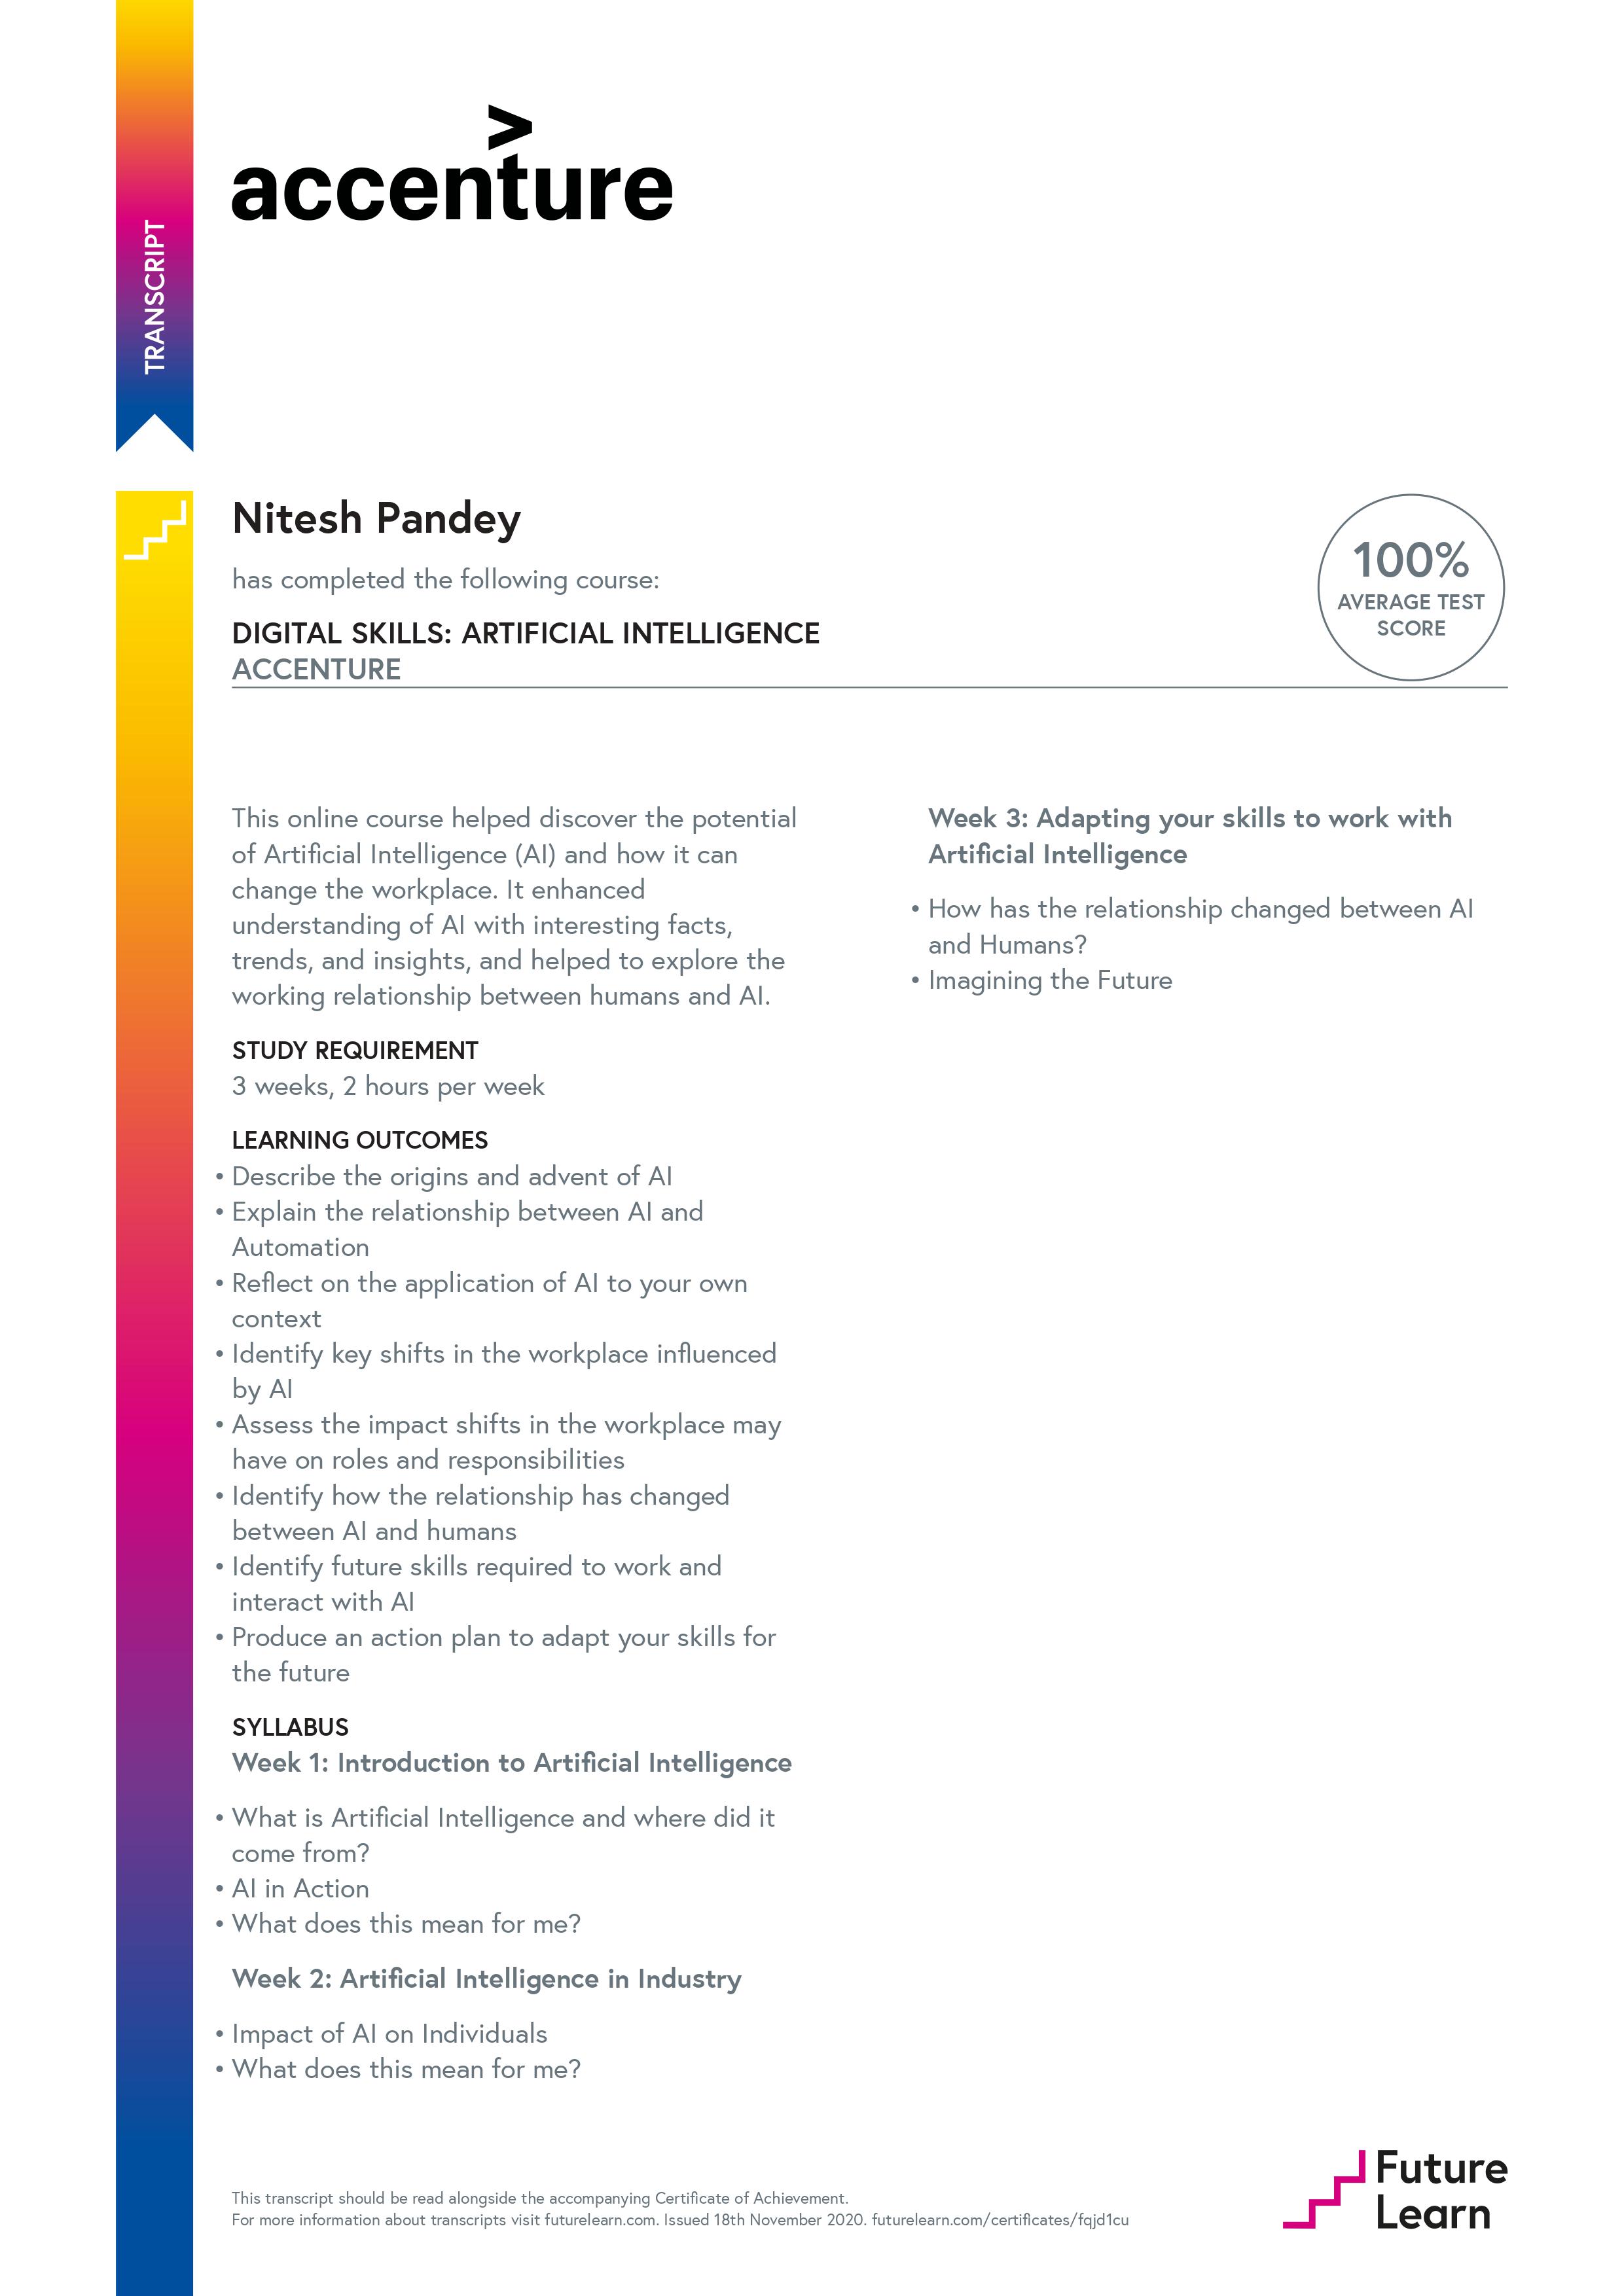 TRANSCRIPT
>
accenture
Nitesh Pandey
has completed the following course:
DIGITAL SKILLS: ARTIFICIAL INTELLIGENCE
ACCENTURE
100%
AVERAGE TEST
SCORE
This online course helped discover the potential
of Artificial Intelligence (AI) and how it can
change the workplace. It enhanced
understanding of AI with interesting facts,
trends, and insights, and helped to explore the
working relationship between humans and AI.
STUDY REQUIREMENT
3 weeks, 2 hours per week
LEARNING OUTCOMES
• Describe the origins and advent of AI
• Explain the relationship between AI and
Automation
• Reflect on the application of AI to your own
context
• Identify key shifts in the workplace influenced
by AI
• Assess the impact shifts in the workplace may
have on roles and responsibilities
• Identify how the relationship has changed
between AI and humans
• Identify future skills required to work and
interact with AI
• Produce an action plan to adapt your skills for
the future
SYLLABUS
Week 1: Introduction to Artificial Intelligence
• What is Artificial Intelligence and where did it
come from?
• AI in Action
• What does this mean for me?
Week 2: Artificial Intelligence in Industry
• Impact of AI on Individuals
• What does this mean for me?
Week 3: Adapting your skills to work with
Artificial Intelligence
• How has the relationship changed between AI
and Humans?
• Imagining the Future
This transcript should be read alongside the accompanying Certificate of Achievement.
For more information about transcripts visit futurelearn.com. Issued 18th November 2020. futurelearn.com/certificates/fqjd1cu
Future
Learn